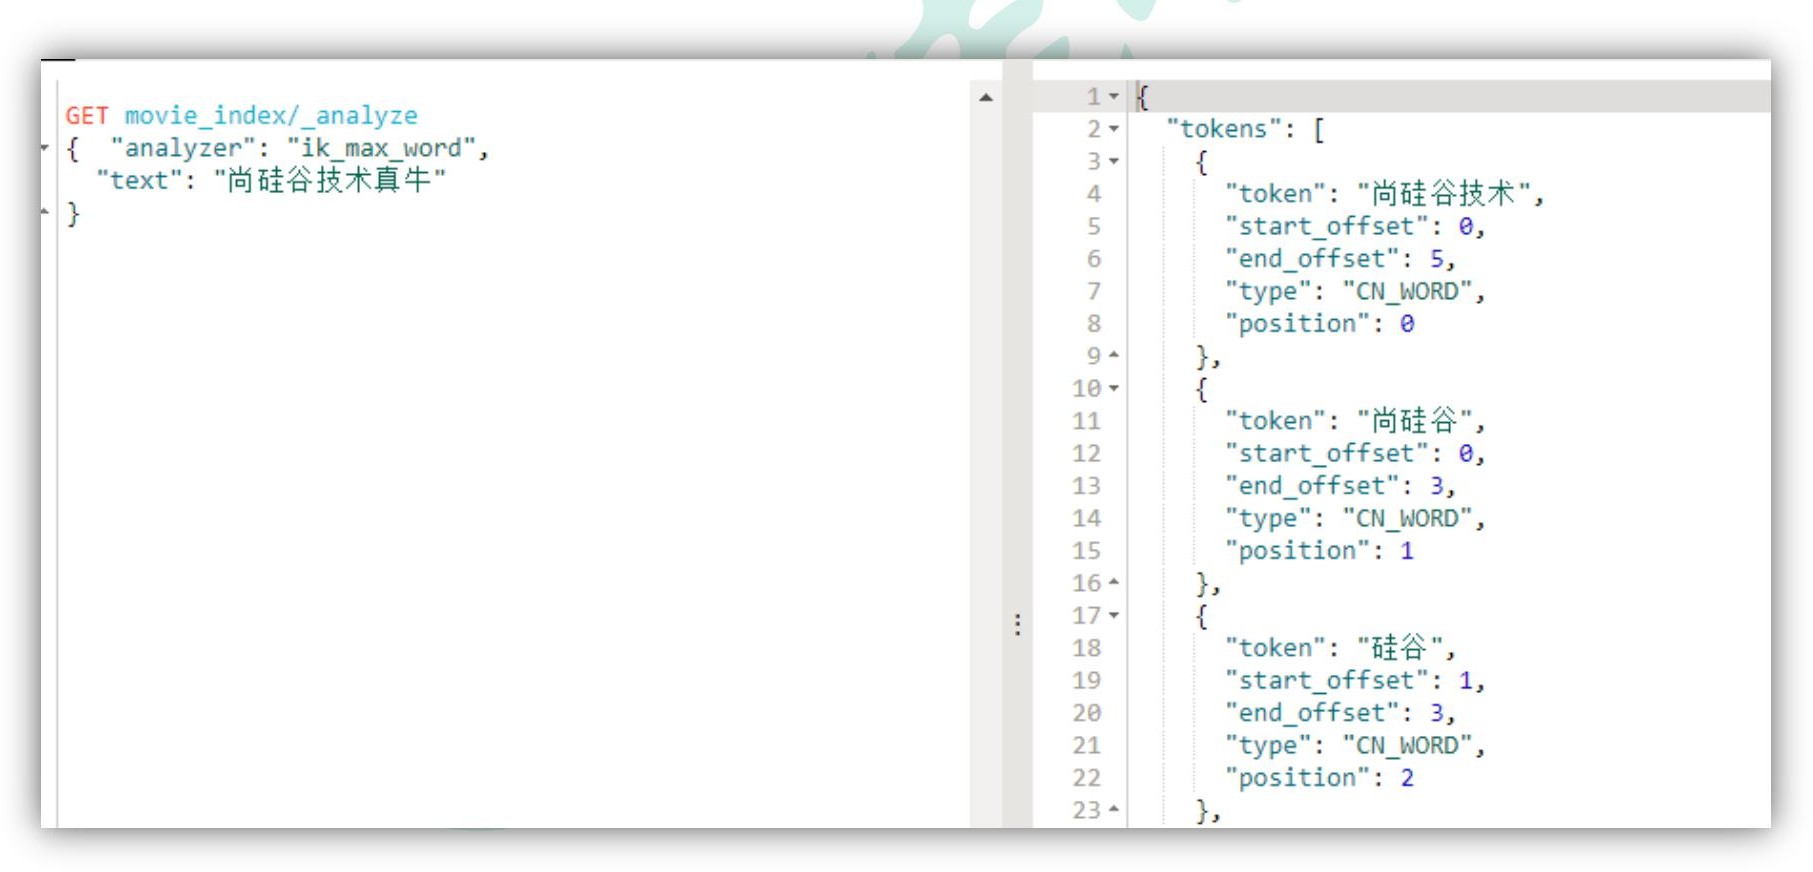 GET movie_index/_analyze
{  "analyzer": "ik_max_word",
  "text": "尚硅谷技术真牛"
}
1 {
2 "tokens": [
3 {
4 "token": "尚硅谷技术",
5 "start_offset": 0,
6 "end_offset": 5,
7 "type": "CN_WORD",
8 "position": 0
9 },
10 {
11 "token": "尚硅谷",
12 "start_offset": 0,
13 "end_offset": 3,
14 "type": "CN_WORD",
15 "position": 1
16 },
17 {
18 "token": "硅谷",
19 "start_offset": 1,
20 "end_offset": 3,
21 "type": "CN_WORD",
22 "position": 2
23 },